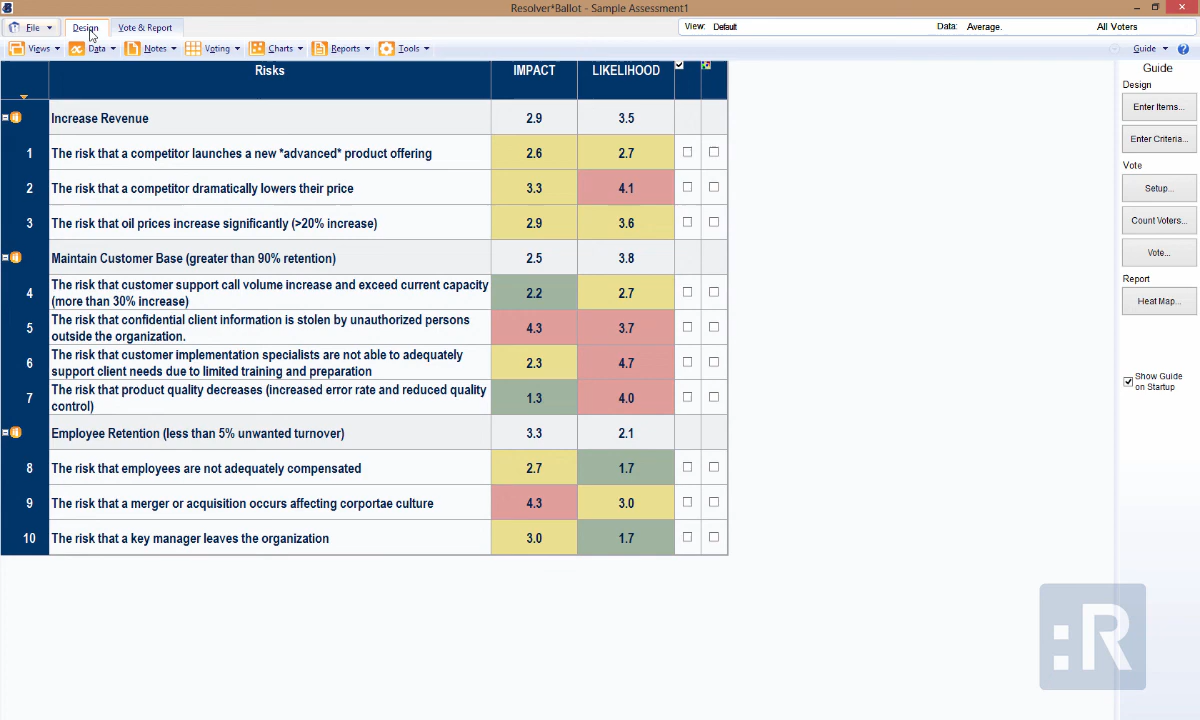 Resolver*Ballot - Sample Assessment1
File Design Vote & Report View: Default Data: Average. All Voters
Views Data Notes Voting Charts Reports Tools Guide
Risks IMPACT LIKELIHOOD
Increase Revenue 2.9 3.5
1 The risk that a competitor launches a new *advanced* product offering 2.6 2.7
2 The risk that a competitor dramatically lowers their price 3.3 4.1
3 The risk that oil prices increase significantly (>20% increase) 2.9 3.6
Maintain Customer Base (greater than 90% retention) 2.5 3.8
4 The risk that customer support call volume increase and exceed current capacity
(more than 30% increase) 2.2 2.7
5 The risk that confidential client information is stolen by unauthorized persons
outside the organization. 4.3 3.7
6 The risk that customer implementation specialists are not able to adequately
support client needs due to limited training and preparation 2.3 4.7
7 The risk that product quality decreases (increased error rate and reduced quality
control) 1.3 4.0
Employee Retention (less than 5% unwanted turnover) 3.3 2.1
8 The risk that employees are not adequately compensated 2.7 1.7
9 The risk that a merger or acquisition occurs affecting corportae culture 4.3 3.0
10 The risk that a key manager leaves the organization 3.0 1.7
Guide
Design
Enter Items...
Enter Criteria...
Vote
Setup...
Count Voters...
Vote...
Report
Heat Map...
Show Guide
on Startup
:R